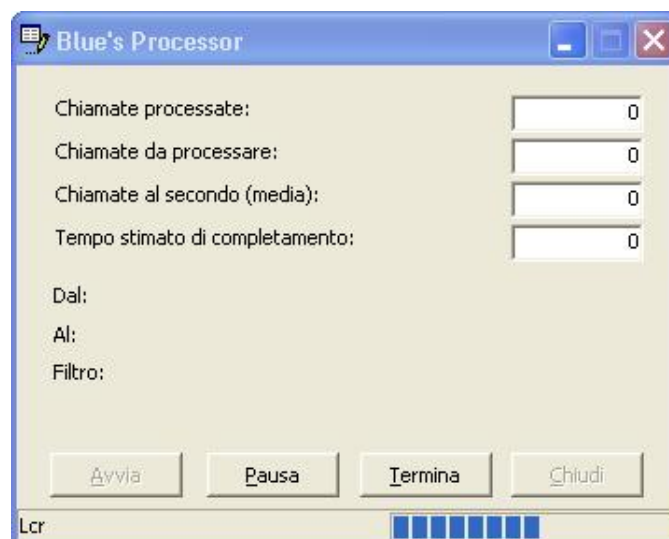 Blue's Processor
Chiamate processate: 0
Chiamate da processare: 0
Chiamate al secondo (media): 0
Tempo stimato di completamento: 0
Dal:
Al:
Filtro:
Avvia Pausa Termina Chiudi
Lcr